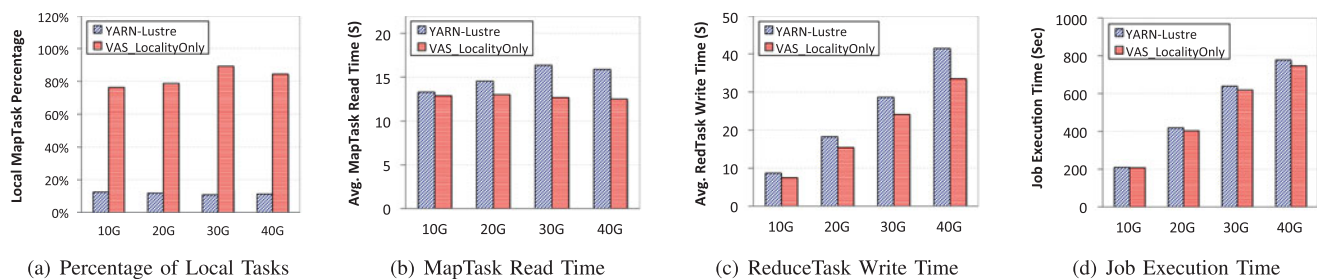 120%
100%
80%
60%
40%
20%
0%
Local MapTask Percentage
YARN-Lustre
VAS_LocalityOnly
10G 20G 30G 40G
(a) Percentage of Local Tasks
20
15
10
5
0
Avg. MapTask Read Time (S)
YARN-Lustre
VAS_LocalityOnly
10G 20G 30G 40G
(b) MapTask Read Time
50
40
30
20
10
0
Avg. RedTask Write Time (S)
YARN-Lustre
VAS_LocalityOnly
10G 20G 30G 40G
(c) ReduceTask Write Time
1000
800
600
400
200
0
Job Execution Time (Sec)
YARN-Lustre
VAS_LocalityOnly
10G 20G 30G 40G
(d) Job Execution Time